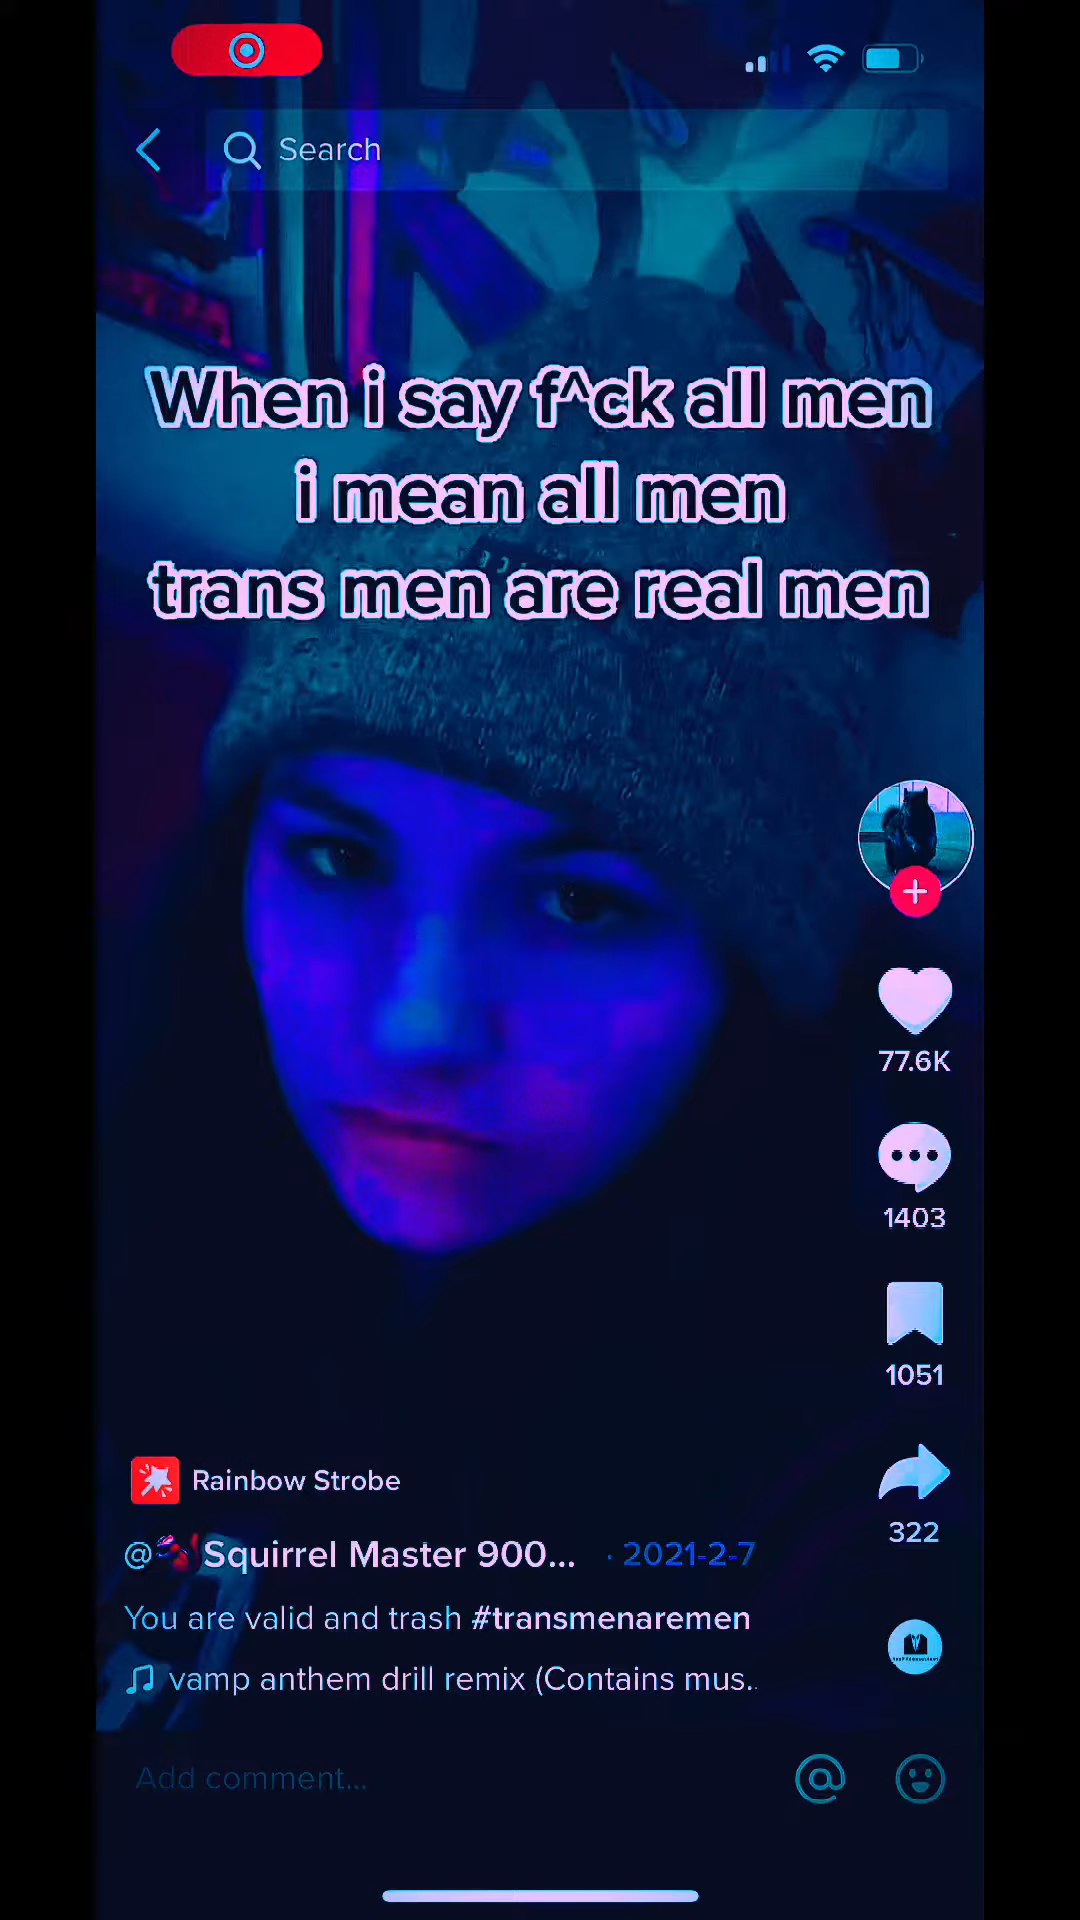 Search
When i say f^ck all men
i mean all men
trans men are real men
77.6K
1403
1051
322
Rainbow Strobe
@🐿Squirrel Master 900... · 2021-2-7
You are valid and trash #transmenaremen
vamp anthem drill remix (Contains mus..
Add comment...